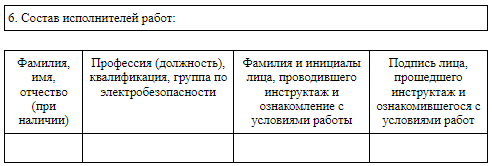 6. Состав исполнителей работ:
Фамилия,
имя,
отчество
(при
наличии)
Профессия (должность),
квалификация, группа по
электробезопасности
Фамилия и инициалы
лица, проводившего
инструктаж и
ознакомление с
условиями работы
Подпись лица,
прошедшего
инструктаж и
ознакомившегося с
условиями работ